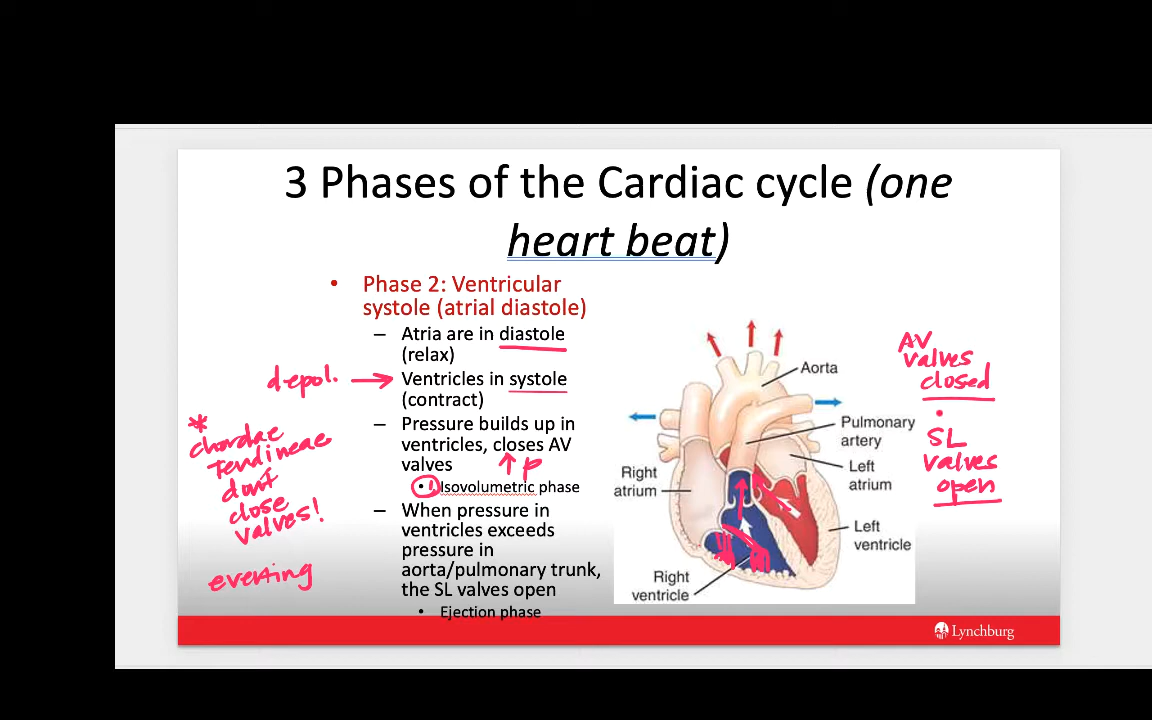 3 Phases of the Cardiac cycle (one
heart beat)
• Phase 2: Ventricular
systole (atrial diastole)
– Atria are in diastole
(relax)
depol. → – Ventricles in systole
(contract)
– Pressure builds up in
ventricles, closes AV
valves
↑ P
• 1. Isovolumetric phase
– When pressure in
ventricles exceeds
pressure in
aorta/pulmonary trunk,
the SL valves open
• Ejection phase
*
chordae
tendineae
don't
close
valves!
everting
Aorta
Pulmonary
artery
Left
atrium
Left
ventricle
Right
atrium
Right
ventricle
AV
valves
closed
•
SL
valves
open
Lynchburg